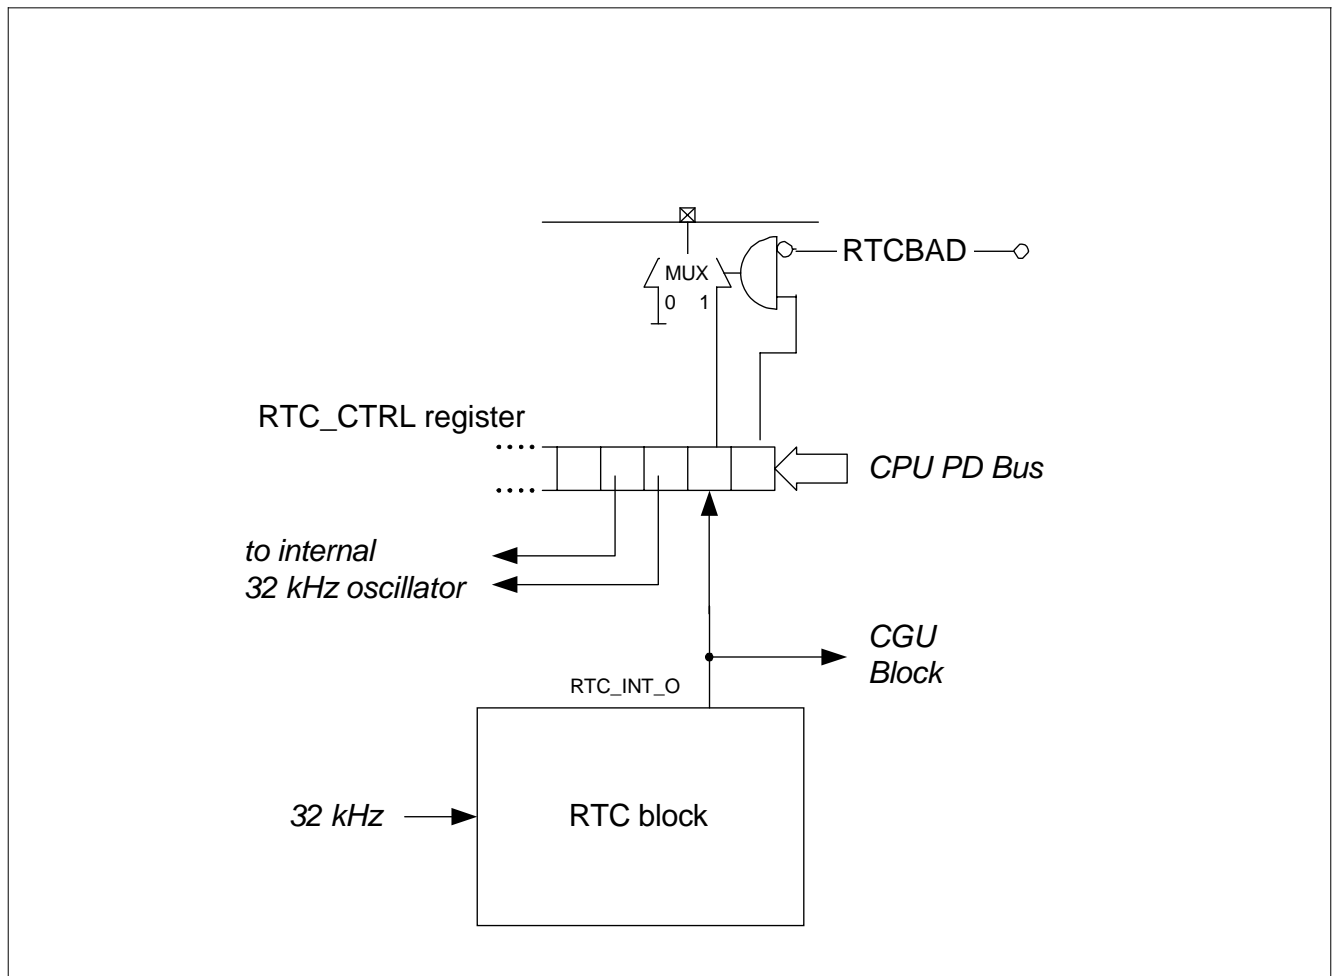 RTCBAD
MUX
0 1
RTC_CTRL register
CPU PD Bus
to internal
32 kHz oscillator
CGU
Block
RTC_INT_O
32 kHz
RTC block